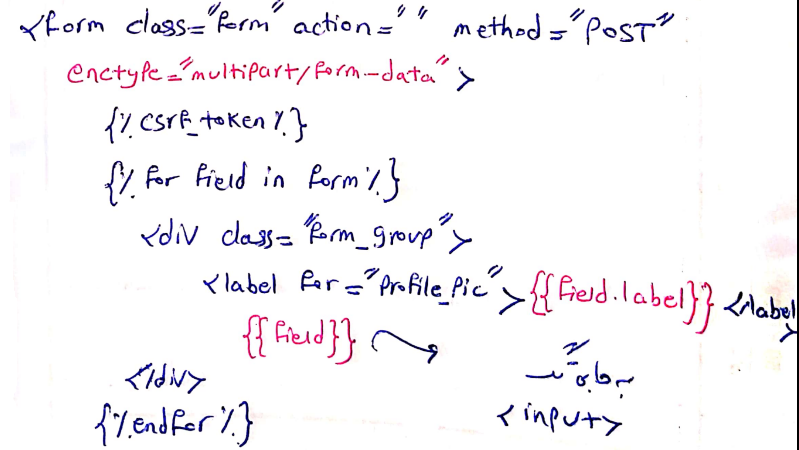 <form class="form" action="" method="POST"
enctype="multipart/form-data">
{% csrf_token %}
{% for field in form %}
<div class="form_group">
<label for="profile_pic">{{field.label}}</label>
{{field}}
</div>
بجای
{% endfor %}
<input>